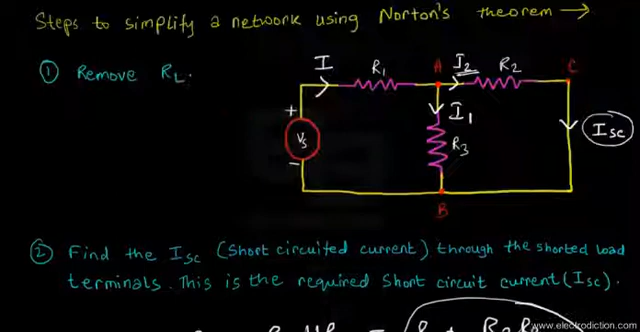 Steps to simplify a network using Norton's theorem →
① Remove RL.
I
R1
A
I2
R2
C
+
Vs
-
I1
R3
Isc
B
② Find the Isc (Short circuited current) through the shorted load
terminals. This is the required short circuit current (Isc).
www.electrodiction.com